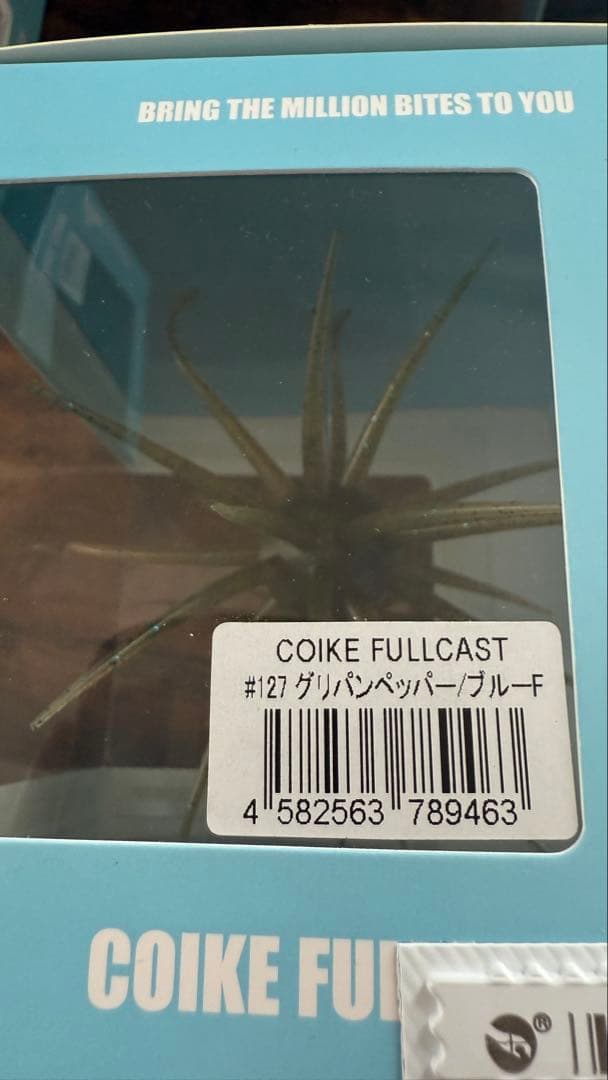 BRING THE MILLION BITES TO YOU
COIKE FULLCAST
#127 グリパンペッパー/ブルーF
4 582563 789463
COIKE FU
®